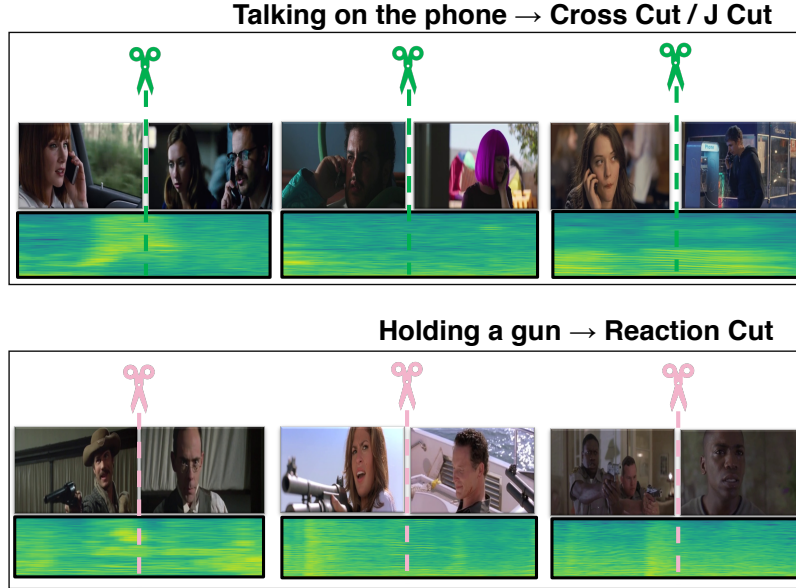 Talking on the phone → Cross Cut / J Cut
Holding a gun → Reaction Cut